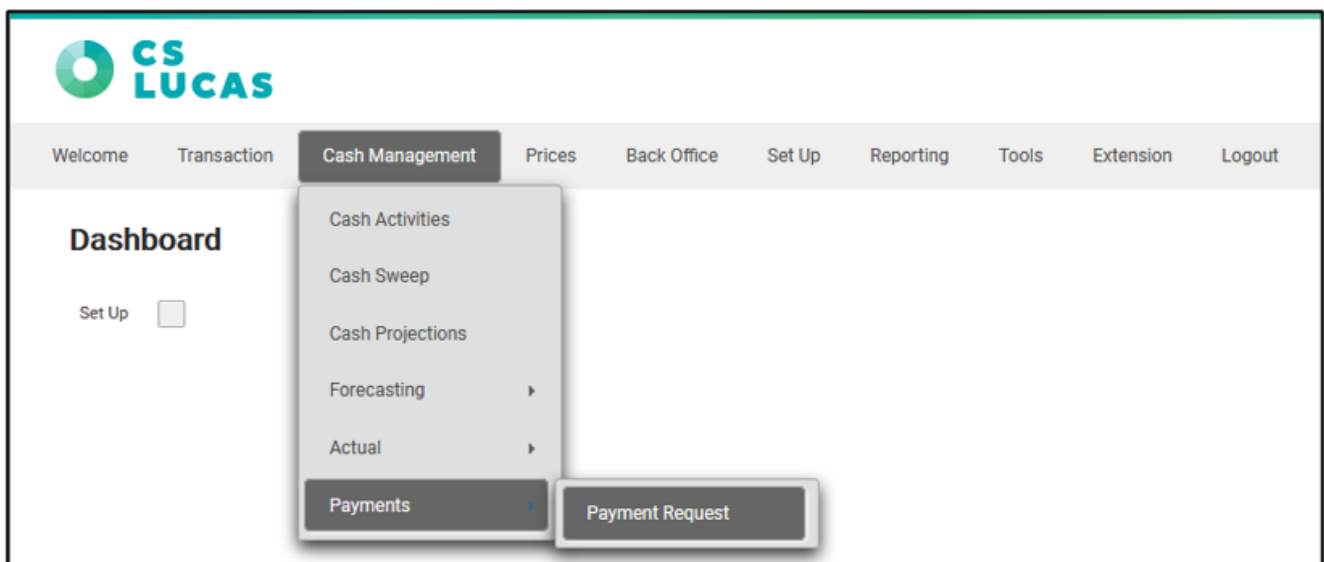 CS
LUCAS
Welcome Transaction Cash Management Prices Back Office Set Up Reporting Tools Extension Logout
Dashboard
Set Up
Cash Activities
Cash Sweep
Cash Projections
Forecasting
Actual
Payments
Payment Request